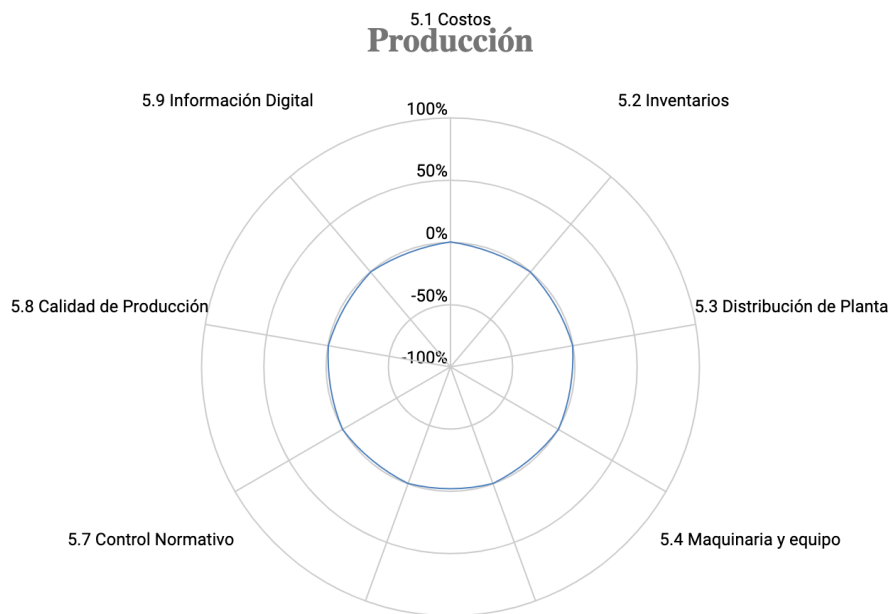 5.1 Costos
Producción
5.9 Información Digital
100%
5.2 Inventarios
50%
0%
-50%
5.8 Calidad de Producción
5.3 Distribución de Planta
-100%
5.7 Control Normativo
5.4 Maquinaria y equipo